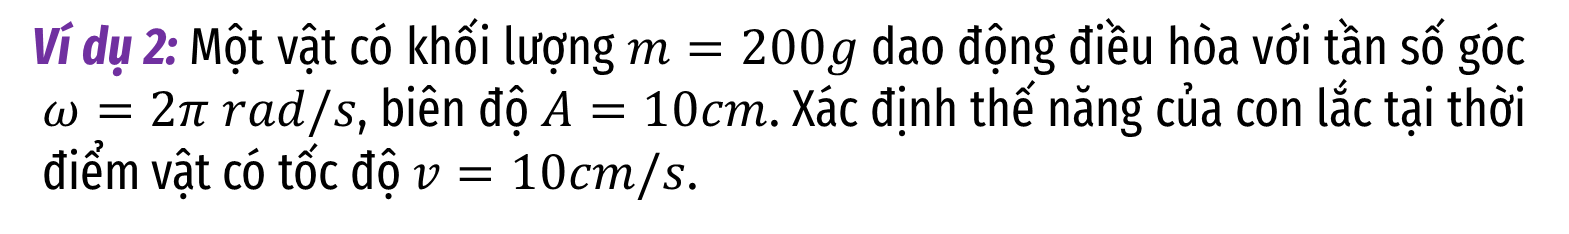 Ví dụ 2: Một vật có khối lượng m = 200g dao động điều hòa với tần số góc
ω = 2π rad/s, biên độ A = 10cm. Xác định thế năng của con lắc tại thời
điểm vật có tốc độ v = 10cm/s.